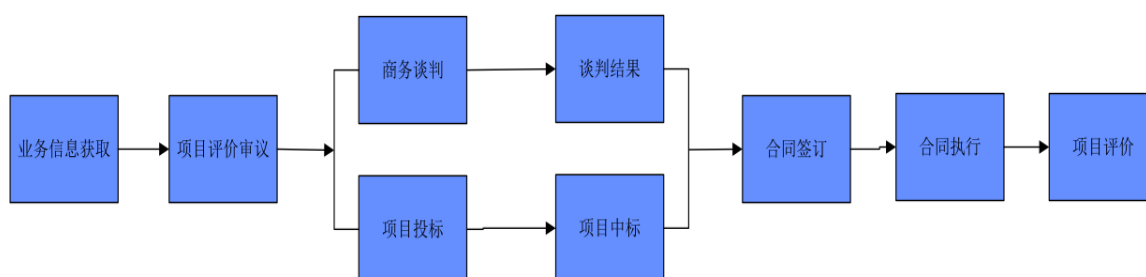 业务信息获取
项目评价审议
商务谈判
谈判结果
项目投标
项目中标
合同签订
合同执行
项目评价